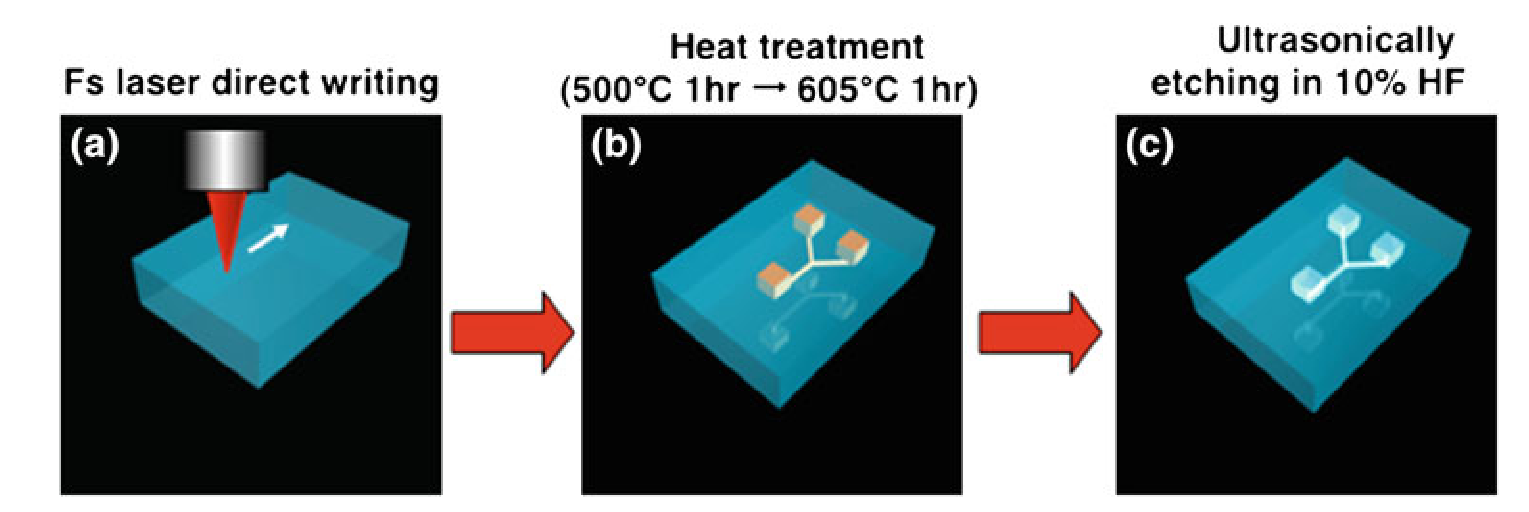 Fs laser direct writing
Heat treatment
(500°C 1hr → 605°C 1hr)
Ultrasonically
etching in 10% HF
(a)
(b)
(c)